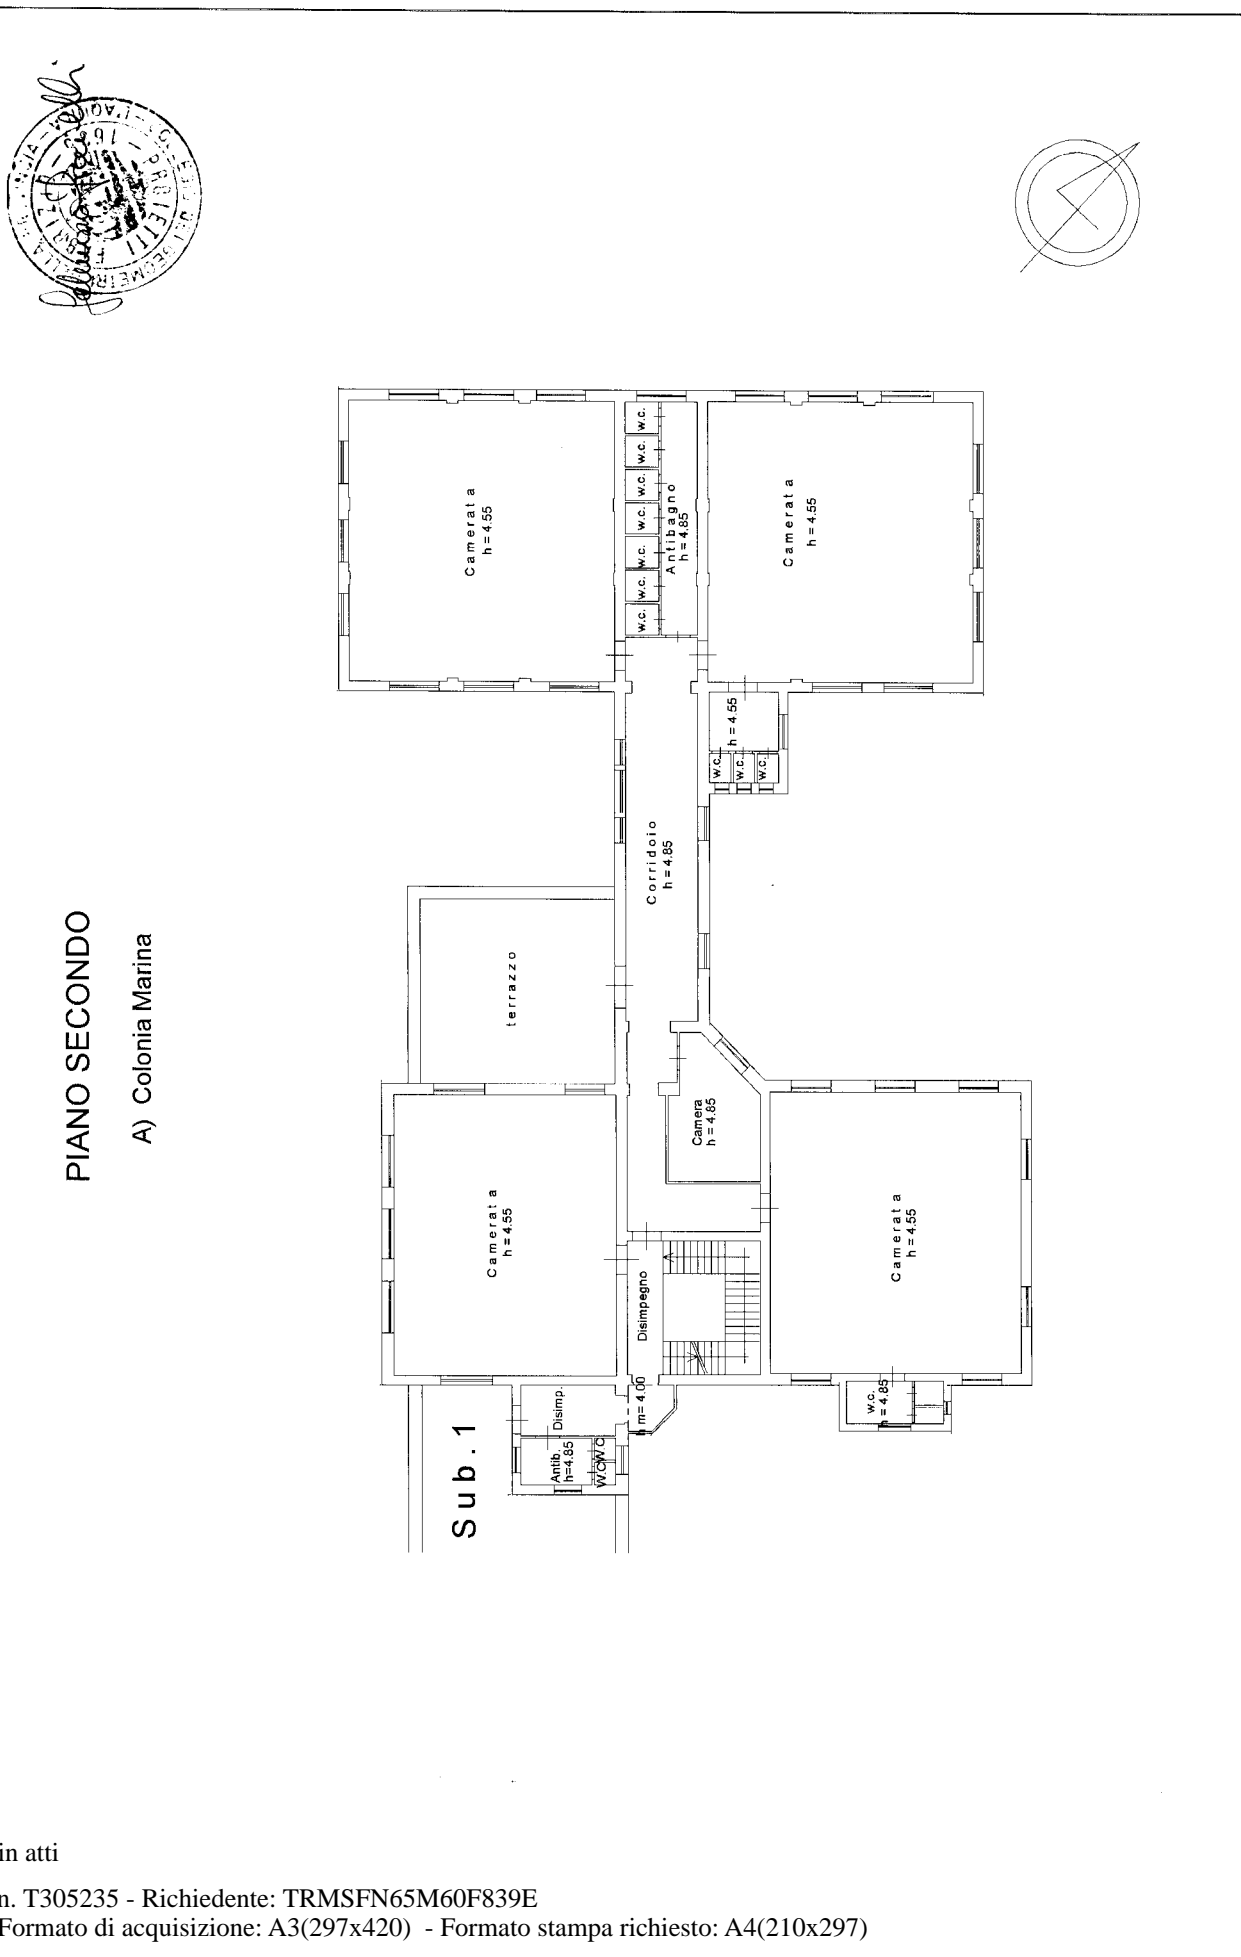 PIANO SECONDO
A) Colonia Marina
Camerata
h = 4.55
w.c.
w.c.
w.c.
w.c.
w.c.
w.c.
w.c.
Antibagno
h = 4.85
Camerata
h = 4.55
h = 4.55
w.c.
w.c.
w.c.
Corridoio
h = 4.85
terrazzo
Camera
h = 4.85
Camerata
h = 4.55
Camerata
h = 4.55
Disimpegno
h m= 4.00
Disimp.
Antib.
h=4.85
W.C
W.C
w.c.
h = 4.85
Sub.1
in atti
n. T305235 - Richiedente: TRMSFN65M60F839E
Formato di acquisizione: A3(297x420) - Formato stampa richiesto: A4(210x297)